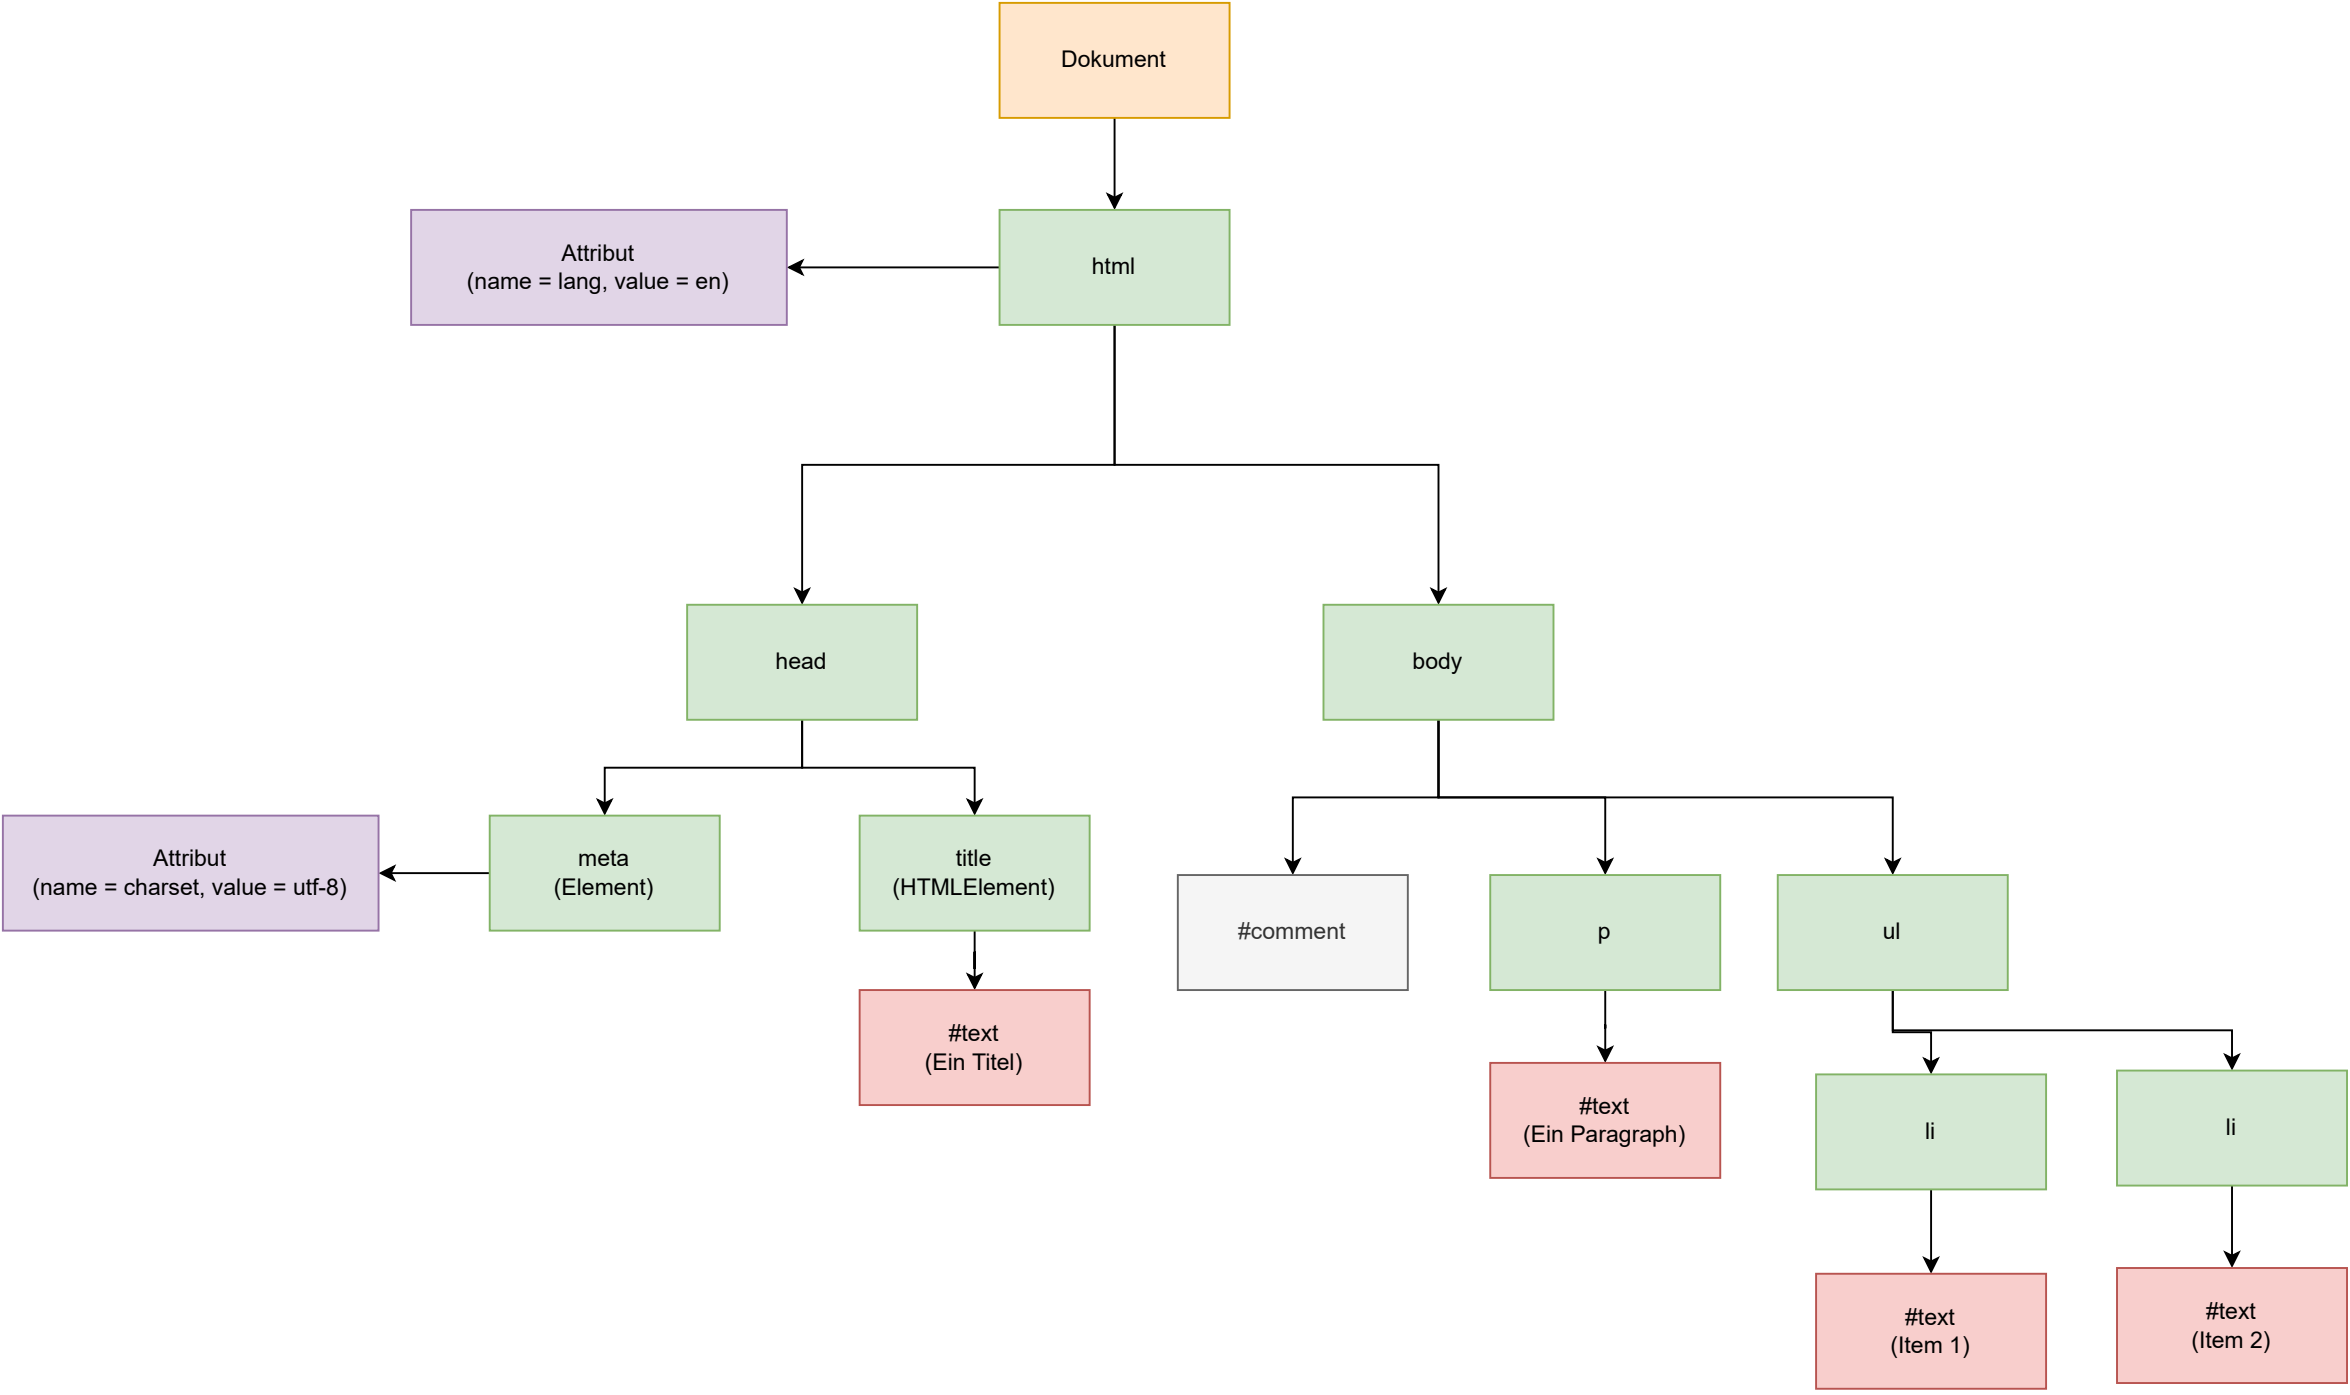 Dokument
Attribut
(name = lang, value = en)
html
head
body
Attribut
(name = charset, value = utf-8)
meta
(Element)
title
(HTMLElement)
#comment
p
ul
#text
(Ein Titel)
#text
(Ein Paragraph)
li
li
#text
(Item 1)
#text
(Item 2)